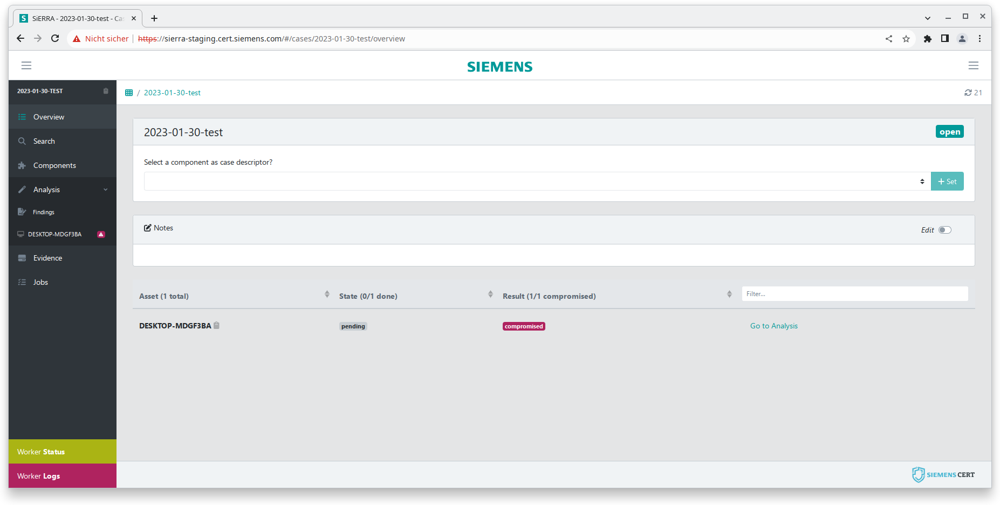 SiERRA - 2023-01-30-test - Cas
Nicht sicher | https://sierra-staging.cert.siemens.com/#/cases/2023-01-30-test/overview
SIEMENS
2023-01-30-TEST
/ 2023-01-30-test
21
Overview
Search
Components
Analysis
Findings
DESKTOP-MDGF3BA
Evidence
Jobs
Worker Status
Worker Logs
2023-01-30-test
open
Select a component as case descriptor?
+ Set
Notes
Edit
Asset (1 total)
State (0/1 done)
Result (1/1 compromised)
Filter...
DESKTOP-MDGF3BA
pending
compromised
Go to Analysis
SIEMENS CERT